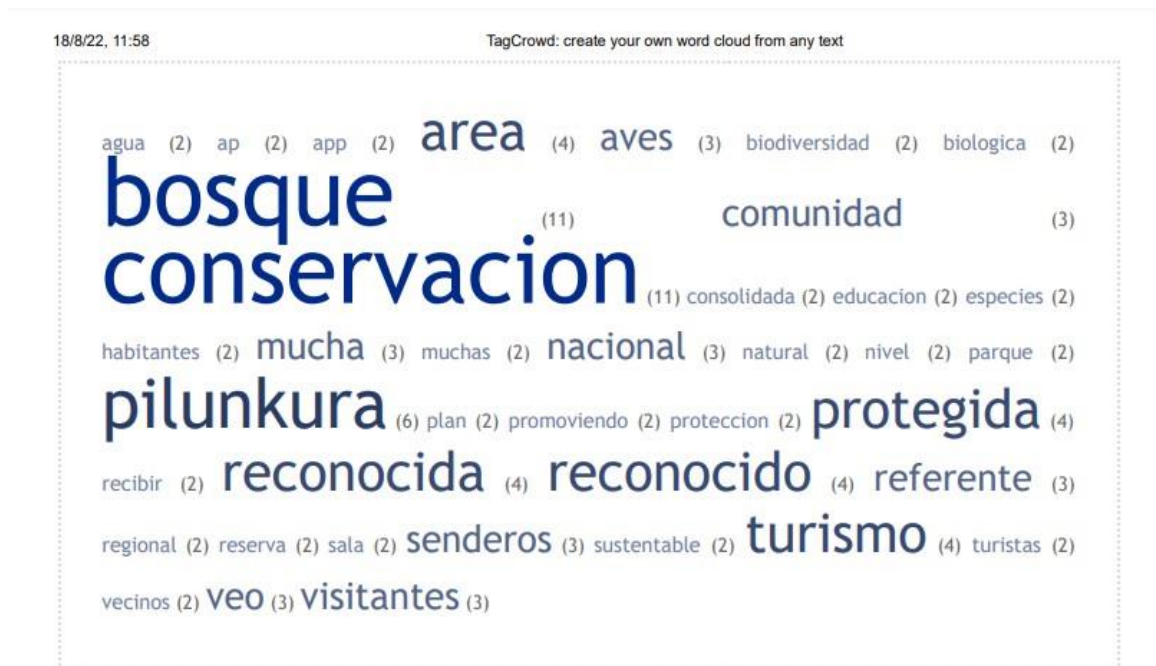 18/8/22, 11:58 TagCrowd: create your own word cloud from any text
agua (2) ap (2) app (2) area (4) aves (3) biodiversidad (2) biologica (2)
bosque (11) comunidad (3)
conservacion (11) consolidada (2) educacion (2) especies (2)
habitantes (2) mucha (3) muchas (2) nacional (3) natural (2) nivel (2) parque (2)
pilunkura (6) plan (2) promoviendo (2) proteccion (2) protegida (4)
recibir (2) reconocida (4) reconocido (4) referente (3)
regional (2) reserva (2) sala (2) senderos (3) sustentable (2) turismo (4) turistas (2)
vecinos (2) veo (3) visitantes (3)